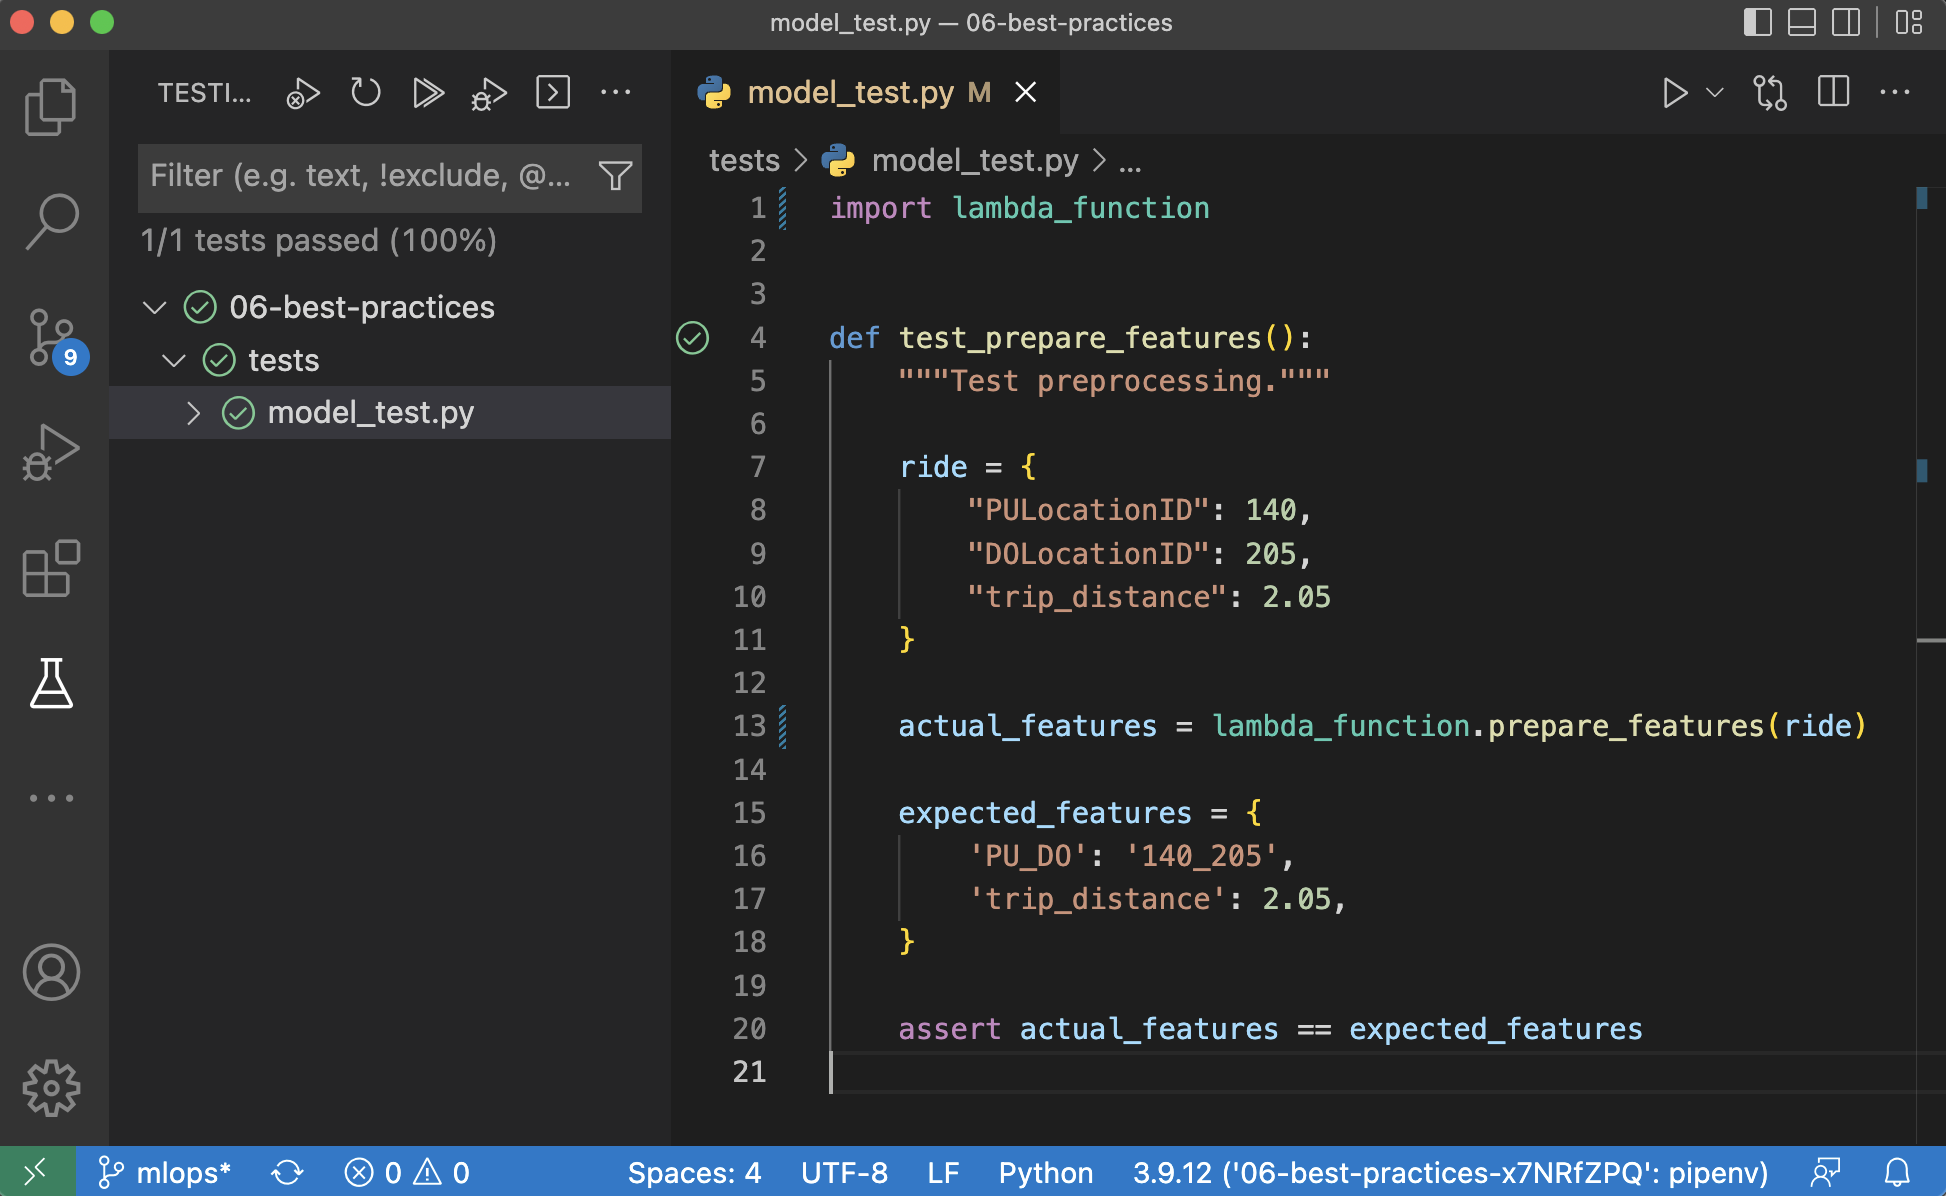 model_test.py — 06-best-practices
TESTI...
model_test.py M
Filter (e.g. text, !exclude, @...
1/1 tests passed (100%)
06-best-practices
tests
model_test.py
9
tests > model_test.py > ...
1 import lambda_function
2
3
4 def test_prepare_features():
5 """Test preprocessing."""
6
7 ride = {
8 "PULocationID": 140,
9 "DOLocationID": 205,
10 "trip_distance": 2.05
11 }
12
13 actual_features = lambda_function.prepare_features(ride)
14
15 expected_features = {
16 'PU_DO': '140_205',
17 'trip_distance': 2.05,
18 }
19
20 assert actual_features == expected_features
21
mlops* 0 0 Spaces: 4 UTF-8 LF Python 3.9.12 ('06-best-practices-x7NRfZPQ': pipenv)